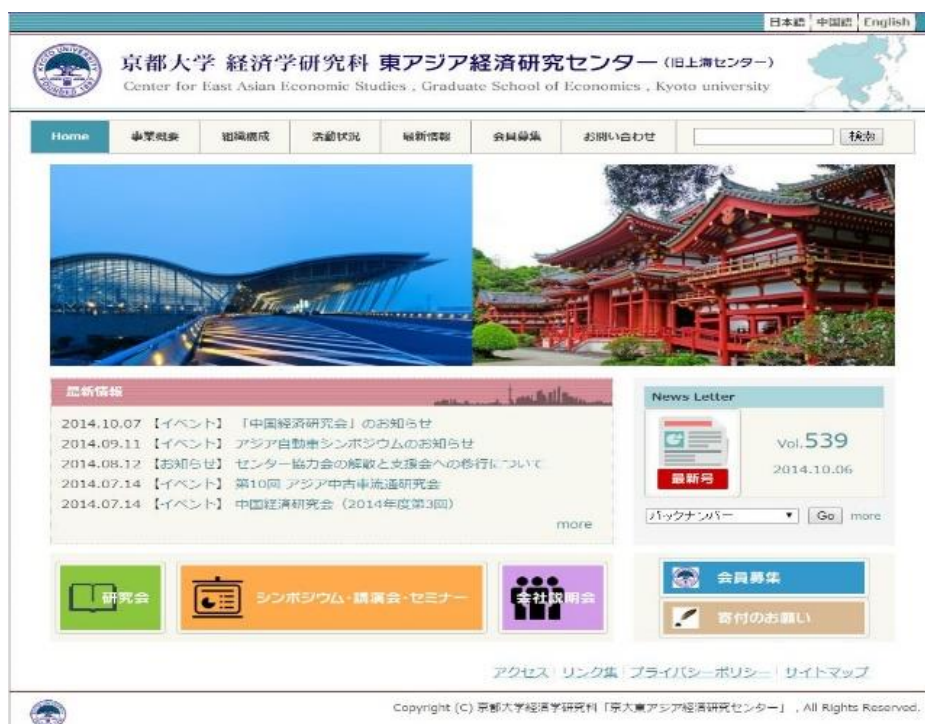 日本語 中国語 English
京都大学 経済学研究科 東アジア経済研究センター (旧上海センター)
Center for East Asian Economic Studies , Graduate School of Economics , Kyoto university
Home 事業概要 組織構成 活動状況 最新情報 会員募集 お問い合わせ 検索
最新情報
2014.10.07 【イベント】 「中国経済研究会」のお知らせ
2014.09.11 【イベント】 アジア自動車シンポジウムのお知らせ
2014.08.12 【お知らせ】 センター協力会の解散と支援会への移行について
2014.07.14 【イベント】 第10回 アジア中古車流通研究会
2014.07.14 【イベント】 中国経済研究会（2014年度第3回）
more
News Letter
Vol.539
2014.10.06
最新号
バックナンバー Go more
研究会
シンポジウム・講演会・セミナー
会社説明会
会員募集
寄付のお願い
アクセス リンク集 プライバシーポリシー サイトマップ
Copyright (C) 京都大学経済学研究科「京大東アジア経済研究センター」 , All Rights Reserved.